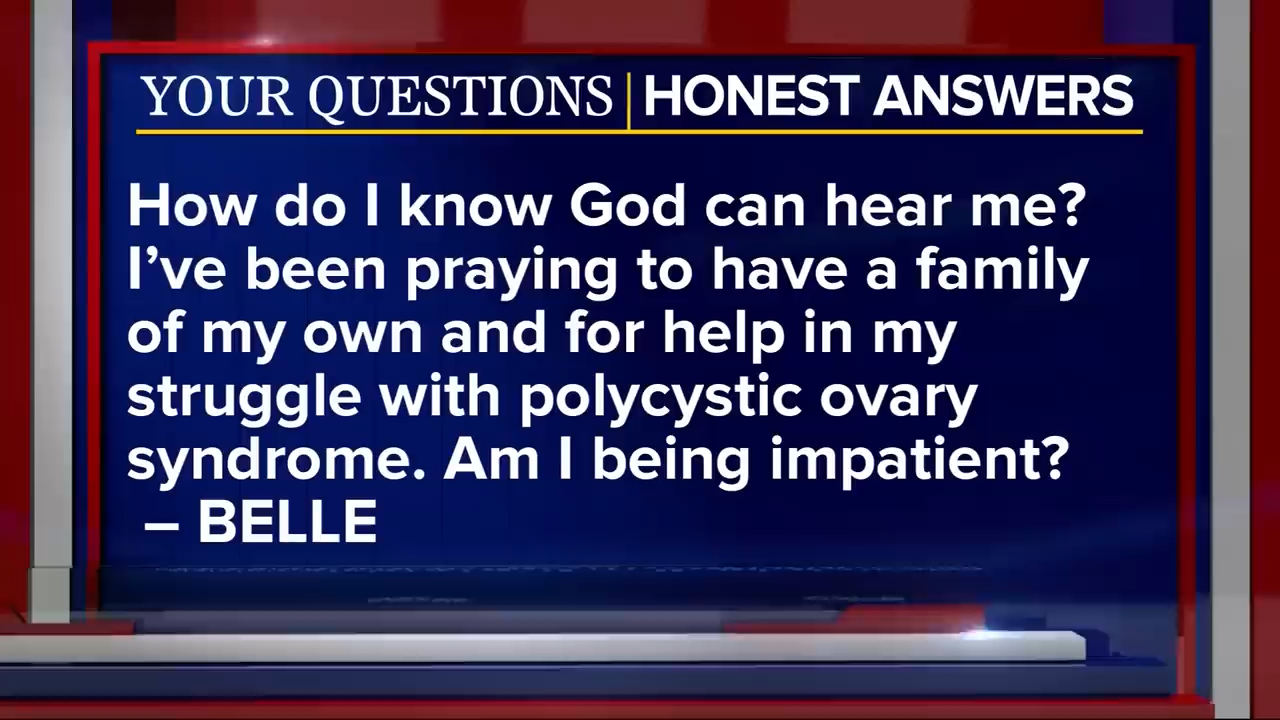 YOUR QUESTIONS | HONEST ANSWERS
How do I know God can hear me?
I’ve been praying to have a family
of my own and for help in my
struggle with polycystic ovary
syndrome. Am I being impatient?
– BELLE